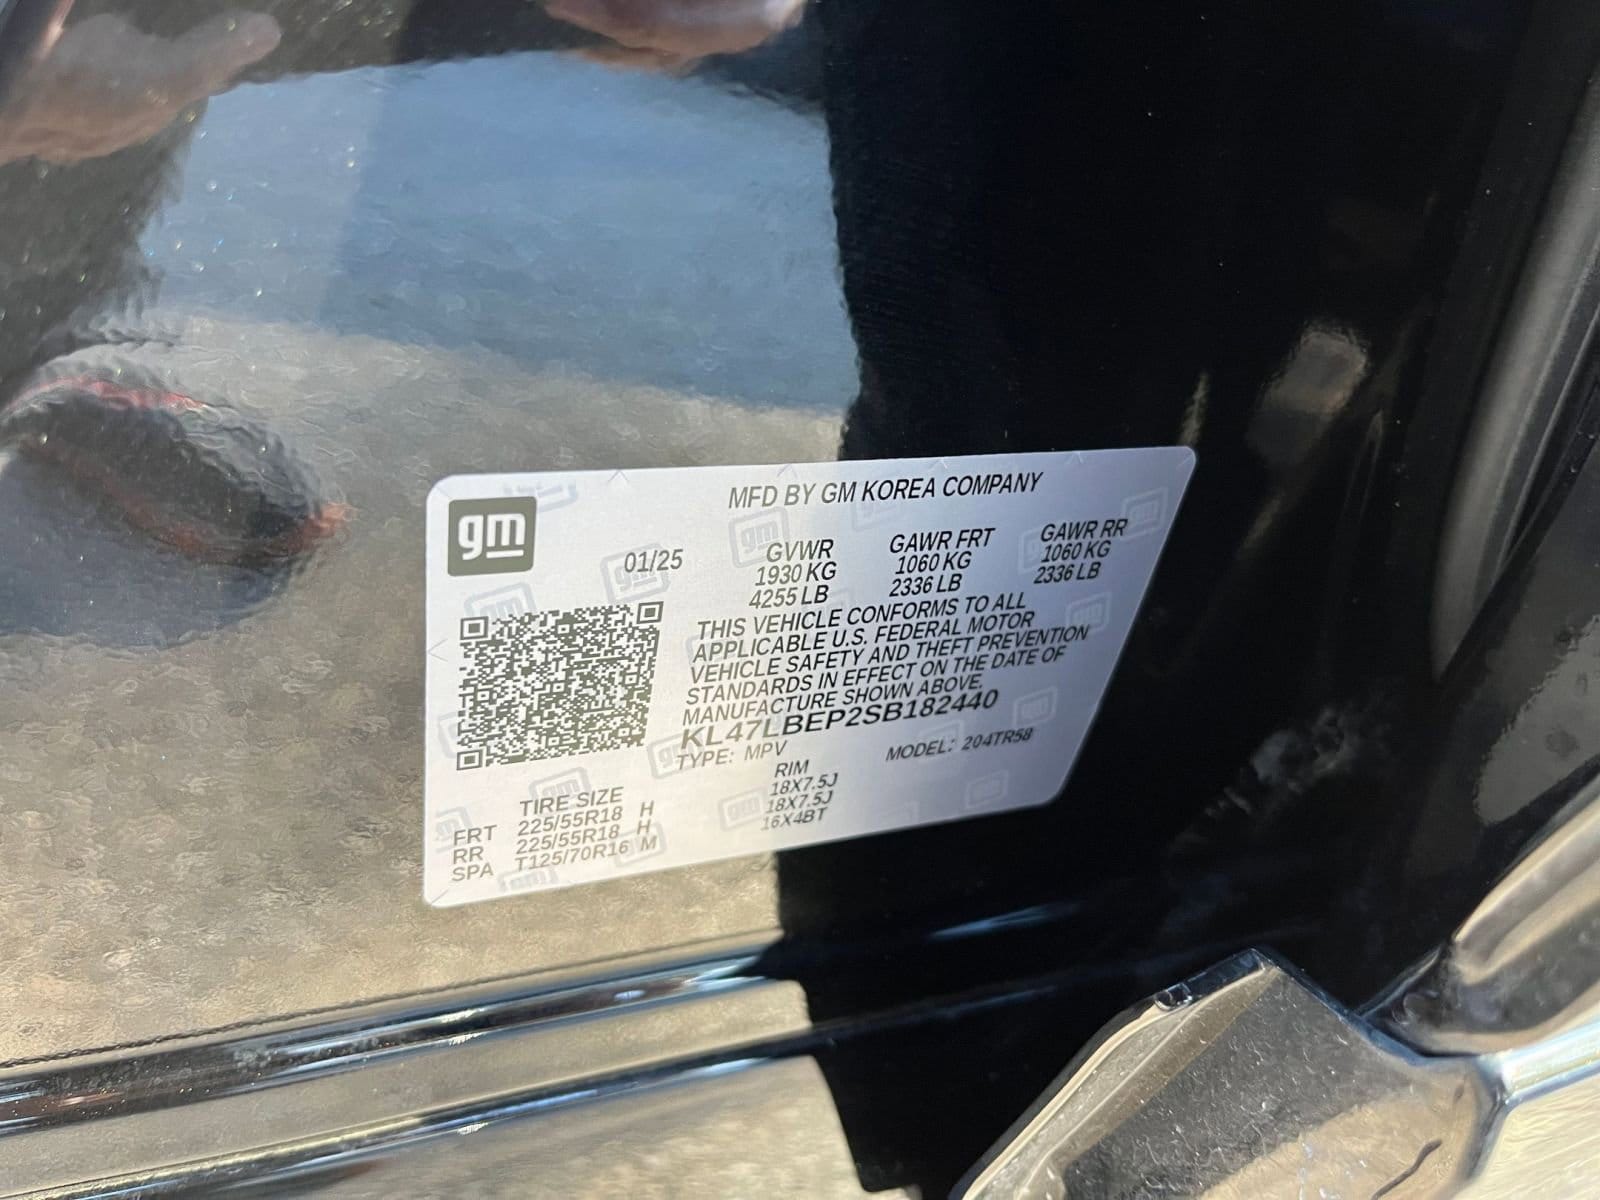 gm
MFD BY GM KOREA COMPANY
01/25
GVWR GAWR FRT GAWR RR
1930 KG 1060 KG 1060 KG
4255 LB 2336 LB 2336 LB
THIS VEHICLE CONFORMS TO ALL
APPLICABLE U.S. FEDERAL MOTOR
VEHICLE SAFETY AND THEFT PREVENTION
STANDARDS IN EFFECT ON THE DATE OF
MANUFACTURE SHOWN ABOVE.
KL47LBEP2SB182440
TYPE: MPV MODEL: 204TR58
TIRE SIZE RIM
FRT 225/55R18 H 18X7.5J
RR 225/55R18 H 18X7.5J
SPA T125/70R16 M 16X4BT